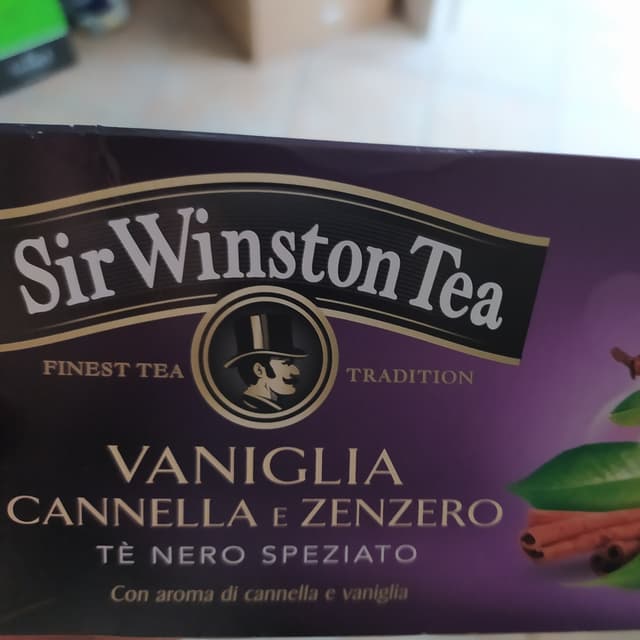 Sir Winston Tea
FINEST TEA TRADITION
VANIGLIA
CANNELLA E ZENZERO
TÈ NERO SPEZIATO
Con aroma di cannella e vaniglia